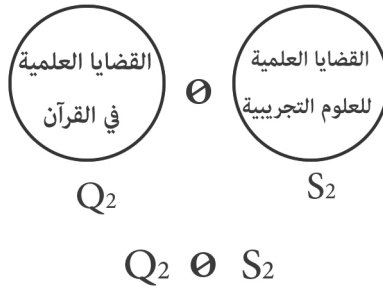 القضايا العلمية
في القرآن
Q2
ᴓ
القضايا العلمية
للعلوم التجريبية
S2
Q2 ᴓ S2